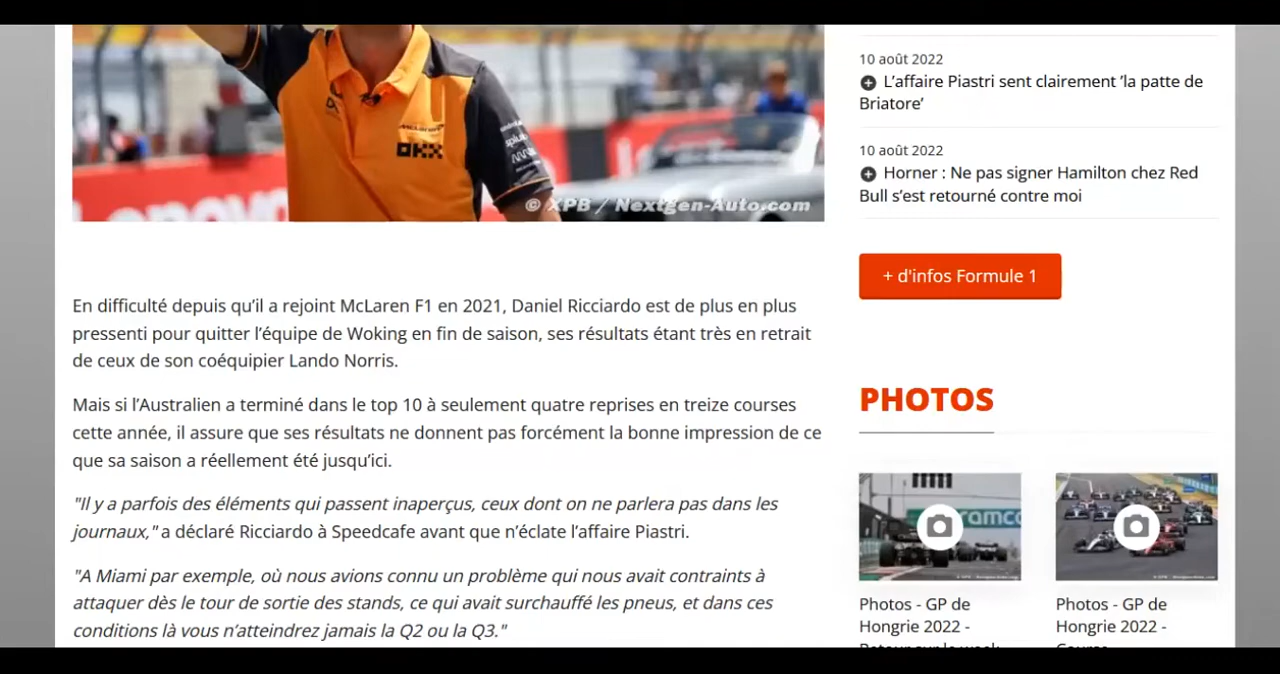 McLaren
OKX
© XPB / Nextgen-Auto.com
En difficulté depuis qu’il a rejoint McLaren F1 en 2021, Daniel Ricciardo est de plus en plus
pressenti pour quitter l’équipe de Woking en fin de saison, ses résultats étant très en retrait
de ceux de son coéquipier Lando Norris.
Mais si l’Australien a terminé dans le top 10 à seulement quatre reprises en treize courses
cette année, il assure que ses résultats ne donnent pas forcément la bonne impression de ce
que sa saison a réellement été jusqu’ici.
"Il y a parfois des éléments qui passent inaperçus, ceux dont on ne parlera pas dans les
journaux," a déclaré Ricciardo à Speedcafe avant que n’éclate l’affaire Piastri.
"A Miami par exemple, où nous avions connu un problème qui nous avait contraints à
attaquer dès le tour de sortie des stands, ce qui avait surchauffé les pneus, et dans ces
conditions là vous n’atteindrez jamais la Q2 ou la Q3."
10 août 2022
L’affaire Piastri sent clairement ’la patte de
Briatore’
10 août 2022
Horner : Ne pas signer Hamilton chez Red
Bull s’est retourné contre moi
+ d'infos Formule 1
PHOTOS
aramco
Photos - GP de
Hongrie 2022 -
Retour sur le week
Photos - GP de
Hongrie 2022 -
Course